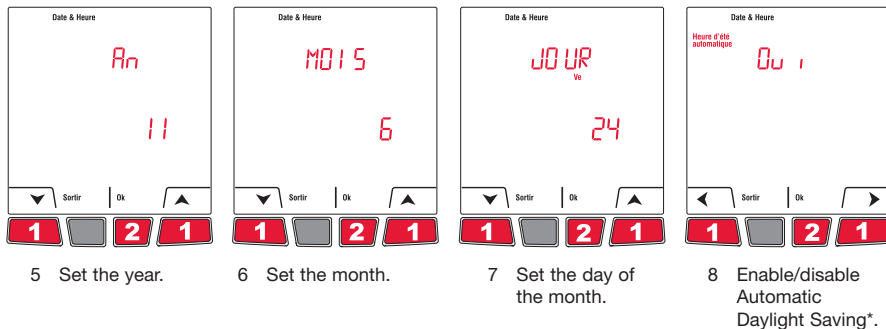 Date & Heure
An
11
Sortir Ok
1 2 1
5 Set the year.
Date & Heure
MOIS
6
Sortir Ok
1 2 1
6 Set the month.
Date & Heure
JOUR
Ve
24
Sortir Ok
1 2 1
7 Set the day of
the month.
Date & Heure
Heure d'été
automatique
Oui
Sortir Ok
1 2 1
8 Enable/disable
Automatic
Daylight Saving*.